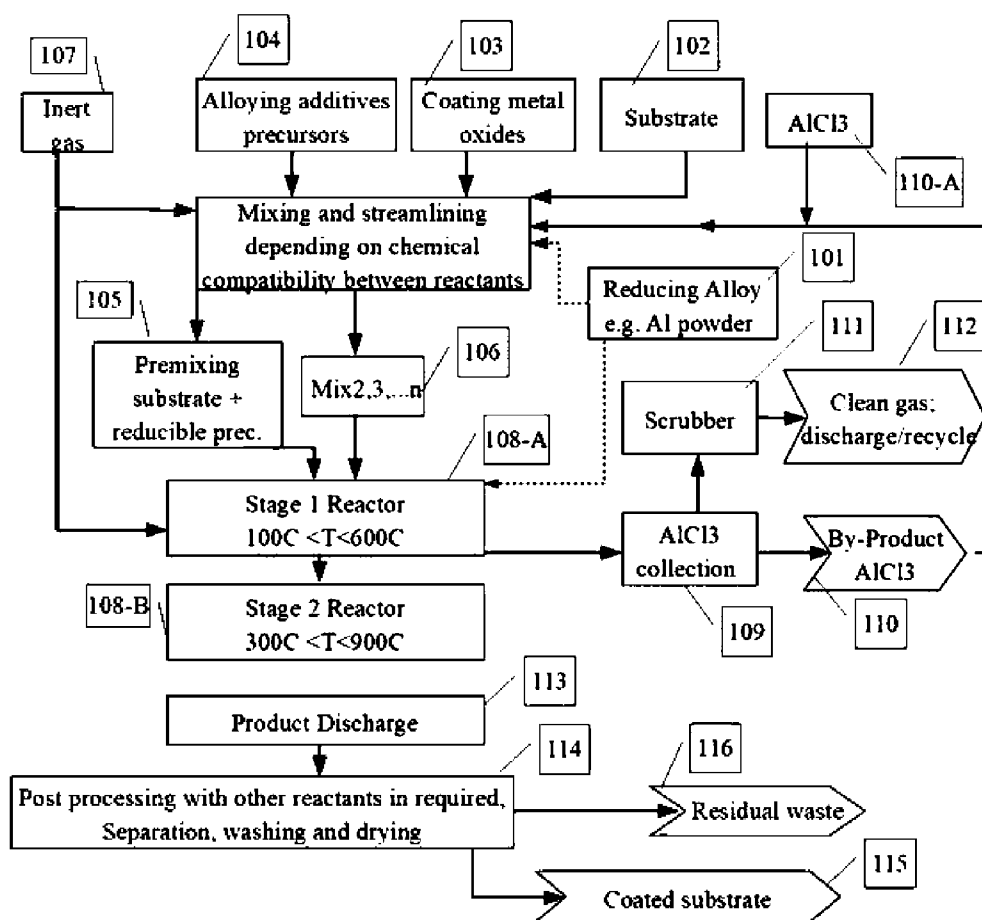 107
104
103
102
Inert
gas
Alloying additives
precursors
Coating metal
oxides
Substrate
AlCl3
110-A
Mixing and streamlining
depending on chemical
compatibility between reactants
101
Reducing Alloy
e.g. Al powder
105
106
111
112
Premixing
substrate +
reducible prec.
Mix2,3,...n
Scrubber
Clean gas;
discharge/recycle
108-A
Stage 1 Reactor
100C <T<600C
AlCl3
collection
By-Product
AlCl3
108-B
Stage 2 Reactor
300C <T<900C
109
110
113
Product Discharge
114
116
Post processing with other reactants in required,
Separation, washing and drying
Residual waste
115
Coated substrate